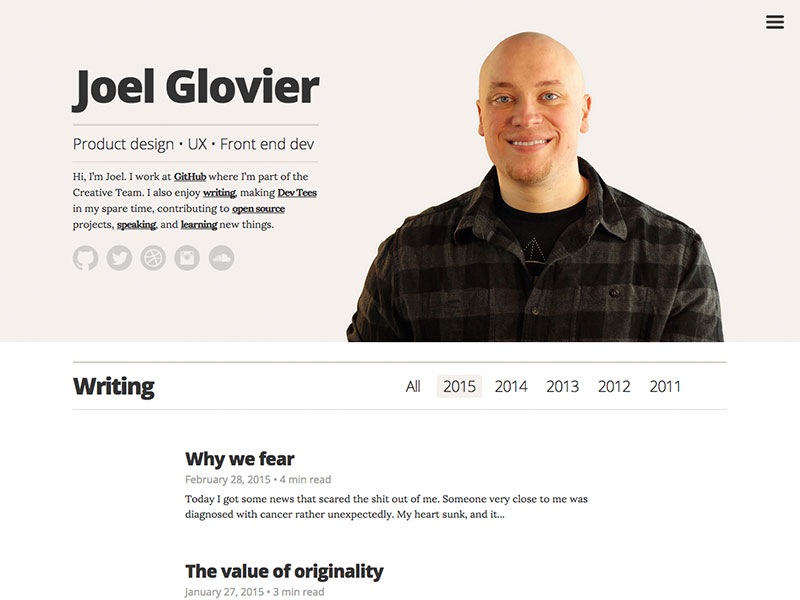 Joel Glovier
Product design • UX • Front end dev
Hi, I’m Joel. I work at GitHub where I’m part of the
Creative Team. I also enjoy writing, making Dev Tees
in my spare time, contributing to open source
projects, speaking, and learning new things.
Writing
All 2015 2014 2013 2012 2011
Why we fear
February 28, 2015 • 4 min read
Today I got some news that scared the shit out of me. Someone very close to me was
diagnosed with cancer rather unexpectedly. My heart sunk, and it...
The value of originality
January 27, 2015 • 3 min read